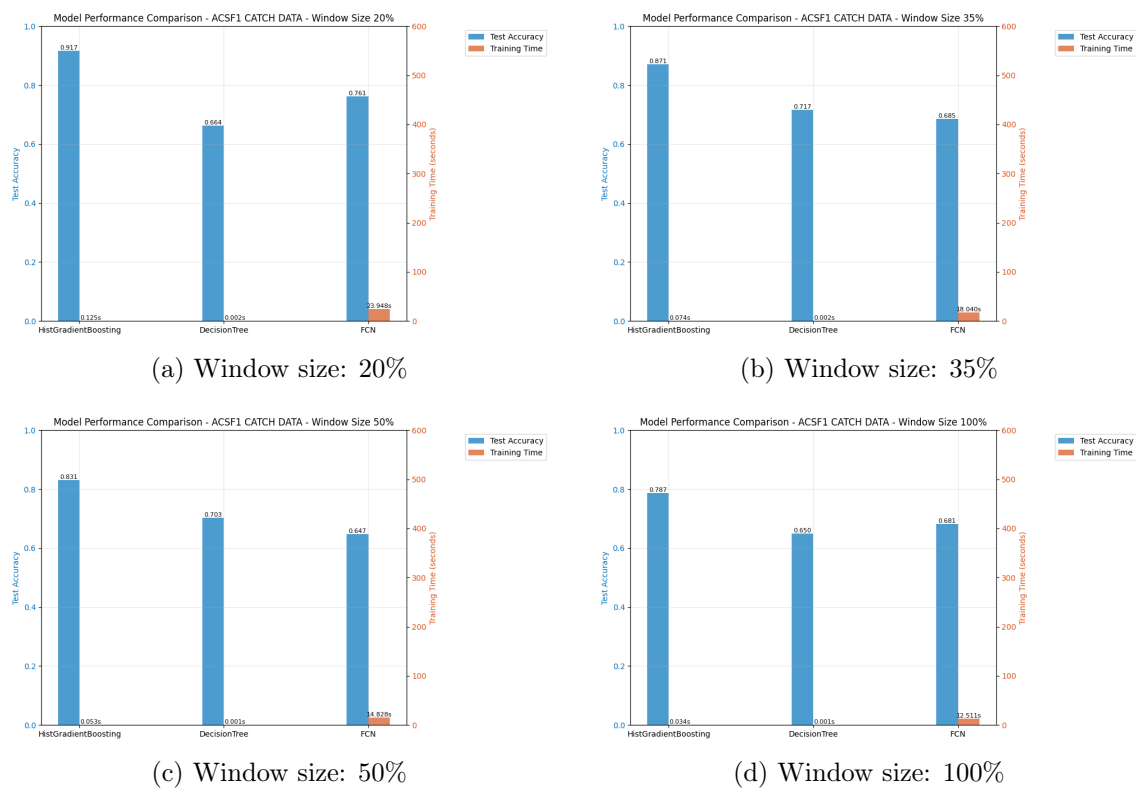 Model Performance Comparison - ACSF1 CATCH DATA - Window Size 20%
1.0
0.8
0.6
0.4
0.2
0.0
Test Accuracy
0.917
0.125s
0.664
0.002s
0.761
23.948s
HistGradientBoosting
DecisionTree
FCN
600
500
400
300
200
100
0
Training Time (seconds)
Test Accuracy
Training Time
(a) Window size: 20%
Model Performance Comparison - ACSF1 CATCH DATA - Window Size 35%
1.0
0.8
0.6
0.4
0.2
0.0
Test Accuracy
0.871
0.074s
0.717
0.002s
0.685
18.040s
HistGradientBoosting
DecisionTree
FCN
600
500
400
300
200
100
0
Training Time (seconds)
Test Accuracy
Training Time
(b) Window size: 35%
Model Performance Comparison - ACSF1 CATCH DATA - Window Size 50%
1.0
0.8
0.6
0.4
0.2
0.0
Test Accuracy
0.831
0.053s
0.703
0.001s
0.647
14.828s
HistGradientBoosting
DecisionTree
FCN
600
500
400
300
200
100
0
Training Time (seconds)
Test Accuracy
Training Time
(c) Window size: 50%
Model Performance Comparison - ACSF1 CATCH DATA - Window Size 100%
1.0
0.8
0.6
0.4
0.2
0.0
Test Accuracy
0.787
0.034s
0.650
0.001s
0.681
12.511s
HistGradientBoosting
DecisionTree
FCN
600
500
400
300
200
100
0
Training Time (seconds)
Test Accuracy
Training Time
(d) Window size: 100%